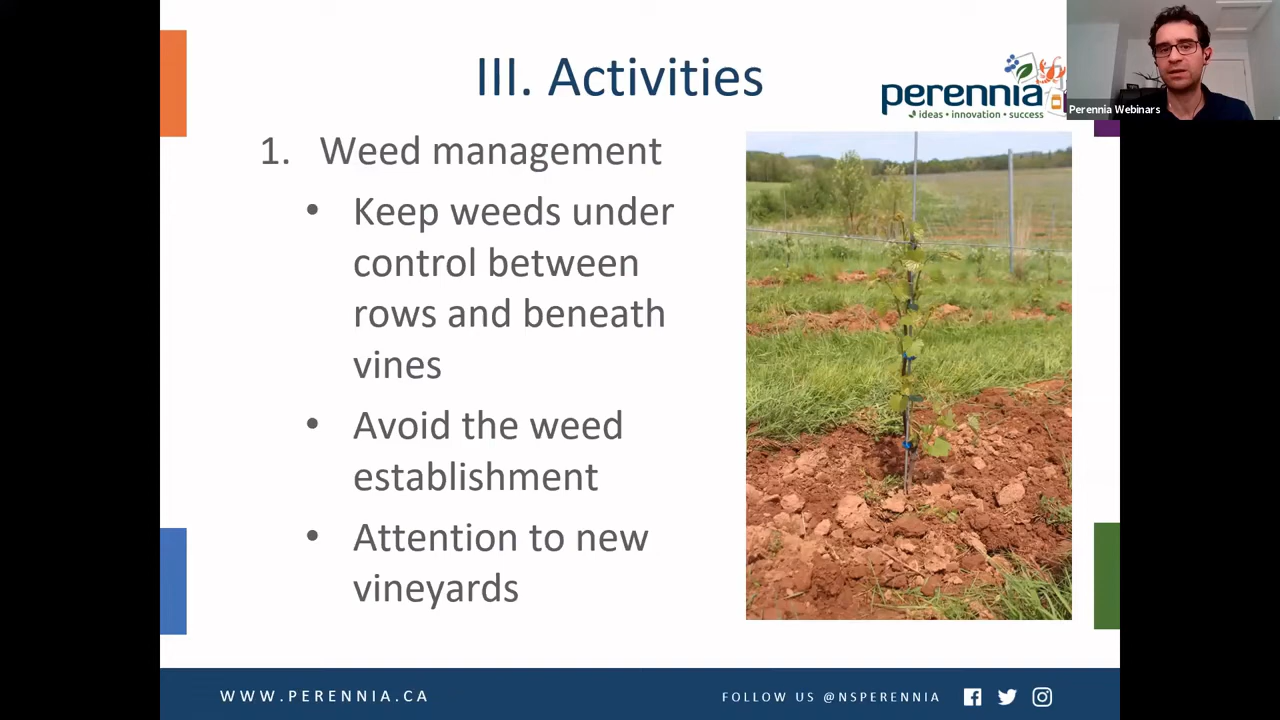 III. Activities
perennia
ideas • innovation • success
Perennia Webinars
1. Weed management
• Keep weeds under
control between
rows and beneath
vines
• Avoid the weed
establishment
• Attention to new
vineyards
WWW.PERENNIA.CA
FOLLOW US @NSPERENNIA